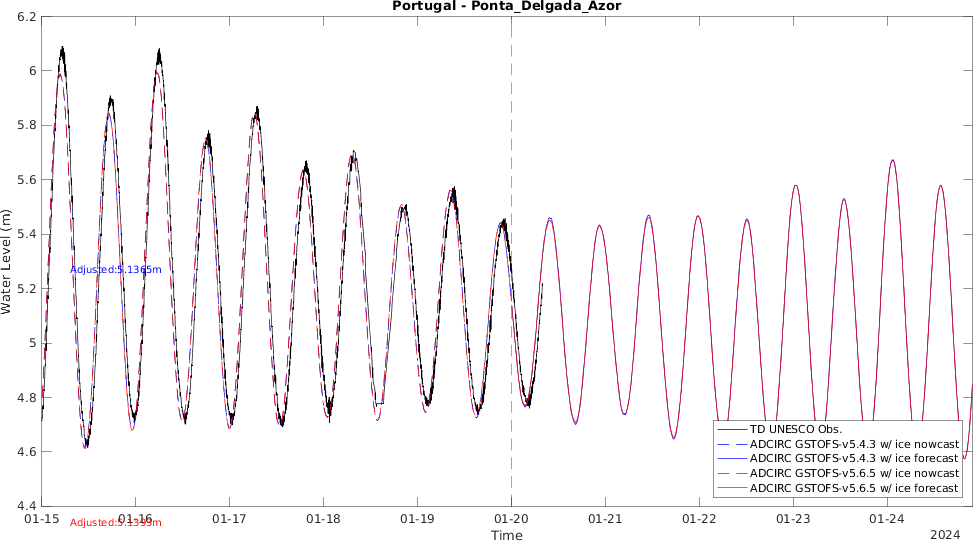 Portugal - Ponta_Delgada_Azor
6.2
6
5.8
5.6
5.4
5.2
5
4.8
4.6
4.4
Water Level (m)
Adjusted:5.1365m
TD UNESCO Obs.
ADCIRC GSTOFS-v5.4.3 w/ ice nowcast
ADCIRC GSTOFS-v5.4.3 w/ ice forecast
ADCIRC GSTOFS-v5.6.5 w/ ice nowcast
ADCIRC GSTOFS-v5.6.5 w/ ice forecast
01-15 01-16 01-17 01-18 01-19 01-20 01-21 01-22 01-23 01-24
Time
2024